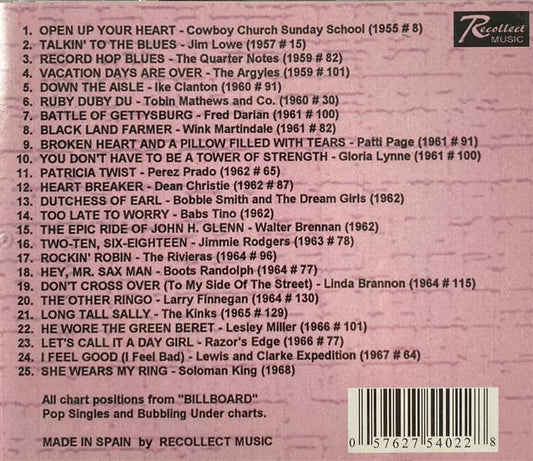 Recollect
MUSIC
1. OPEN UP YOUR HEART - Cowboy Church Sunday School (1955 # 8)
2. TALKIN' TO THE BLUES - Jim Lowe (1957 # 15)
3. RECORD HOP BLUES - The Quarter Notes (1959 # 82)
4. VACATION DAYS ARE OVER - The Argyles (1959 # 101)
5. DOWN THE AISLE - Ike Clanton (1960 # 91)
6. RUBY DUBY DU - Tobin Mathews and Co. (1960 # 30)
7. BATTLE OF GETTYSBURG - Fred Darian (1961 # 100)
8. BLACK LAND FARMER - Wink Martindale (1961 # 82)
9. BROKEN HEART AND A PILLOW FILLED WITH TEARS - Patti Page (1961 # 91)
10. YOU DON'T HAVE TO BE A TOWER OF STRENGTH - Gloria Lynne (1961 # 100)
11. PATRICIA TWIST - Perez Prado (1962 # 65)
12. HEART BREAKER - Dean Christie (1962 # 87)
13. DUTCHESS OF EARL - Bobbie Smith and The Dream Girls (1962)
14. TOO LATE TO WORRY - Babs Tino (1962)
15. THE EPIC RIDE OF JOHN H. GLENN - Walter Brennan (1962)
16. TWO-TEN, SIX-EIGHTEEN - Jimmie Rodgers (1963 # 78)
17. ROCKIN' ROBIN - The Rivieras (1964 # 96)
18. HEY, MR. SAX MAN - Boots Randolph (1964 # 77)
19. DON'T CROSS OVER (To My Side Of The Street) - Linda Brannon (1964 # 115)
20. THE OTHER RINGO - Larry Finnegan (1964 # 130)
21. LONG TALL SALLY - The Kinks (1965 # 129)
22. HE WORE THE GREEN BERET - Lesley Miller (1966 # 101)
23. LET'S CALL IT A DAY GIRL - Razor's Edge (1966 # 77)
24. I FEEL GOOD (I Feel Bad) - Lewis and Clarke Expedition (1967 # 64)
25. SHE WEARS MY RING - Soloman King (1968)
All chart positions from "BILLBOARD"
Pop Singles and Bubbling Under charts.
MADE IN SPAIN by RECOLLECT MUSIC
0 57627 54022 8